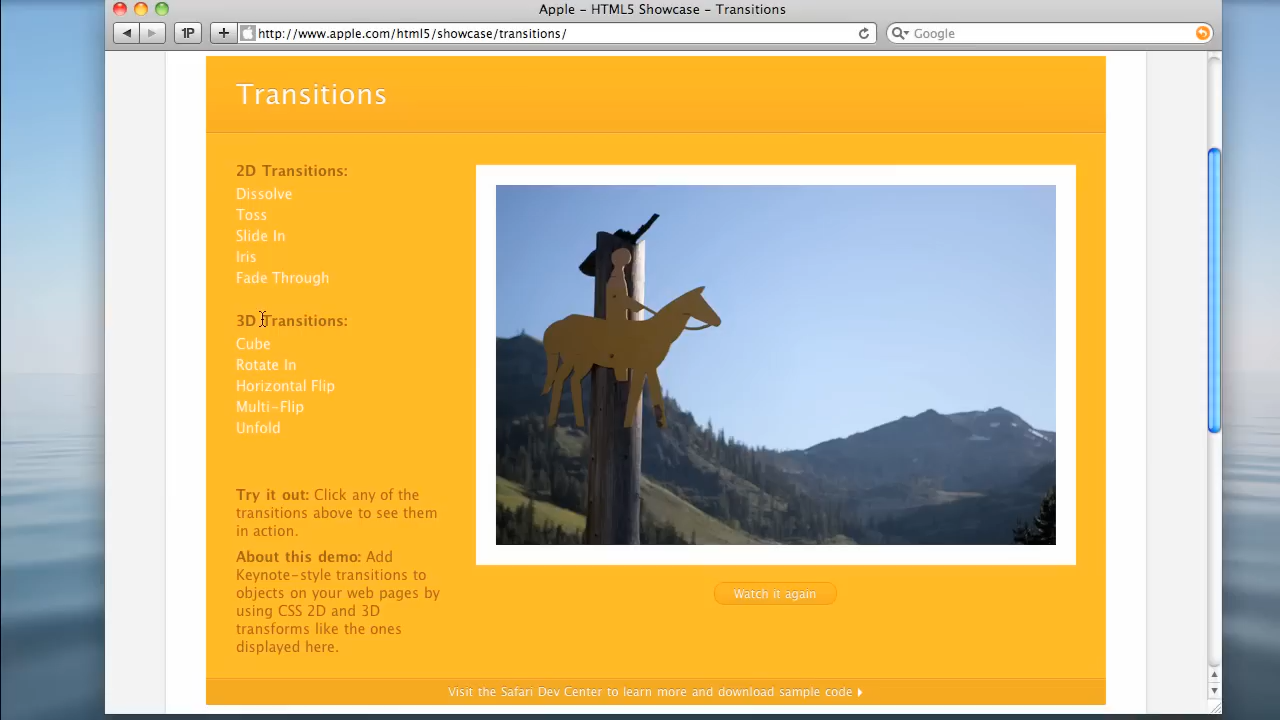 Apple - HTML5 Showcase - Transitions
1P
+
http://www.apple.com/html5/showcase/transitions/
Google
Transitions
2D Transitions:
Dissolve
Toss
Slide In
Iris
Fade Through
3D Transitions:
Cube
Rotate In
Horizontal Flip
Multi-Flip
Unfold
Try it out: Click any of the
transitions above to see them
in action.
About this demo: Add
Keynote-style transitions to
objects on your web pages by
using CSS 2D and 3D
transforms like the ones
displayed here.
Watch it again
Visit the Safari Dev Center to learn more and download sample code